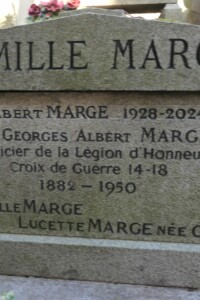 MILLE MARG
BERT MARGE 1928-2024
GEORGES ALBERT MARG
icier de la Légion d'Honneu
Croix de Guerre 14-18
1882 - 1950
LLE MARGE
LUCETTE MARGE NÉE C